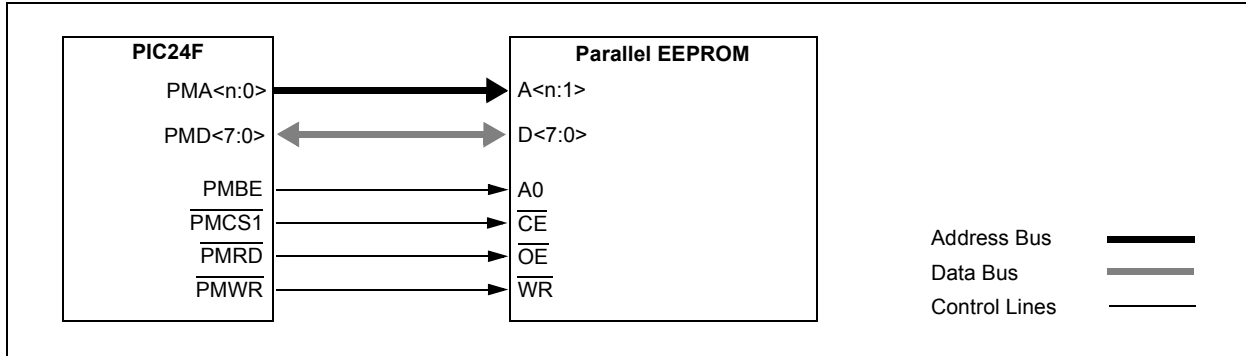 PIC24F
Parallel EEPROM
PMA<n:0>
A<n:1>
PMD<7:0>
D<7:0>
PMBE
A0
PMCS1
CE
PMRD
OE
PMWR
WR
Address Bus
Data Bus
Control Lines